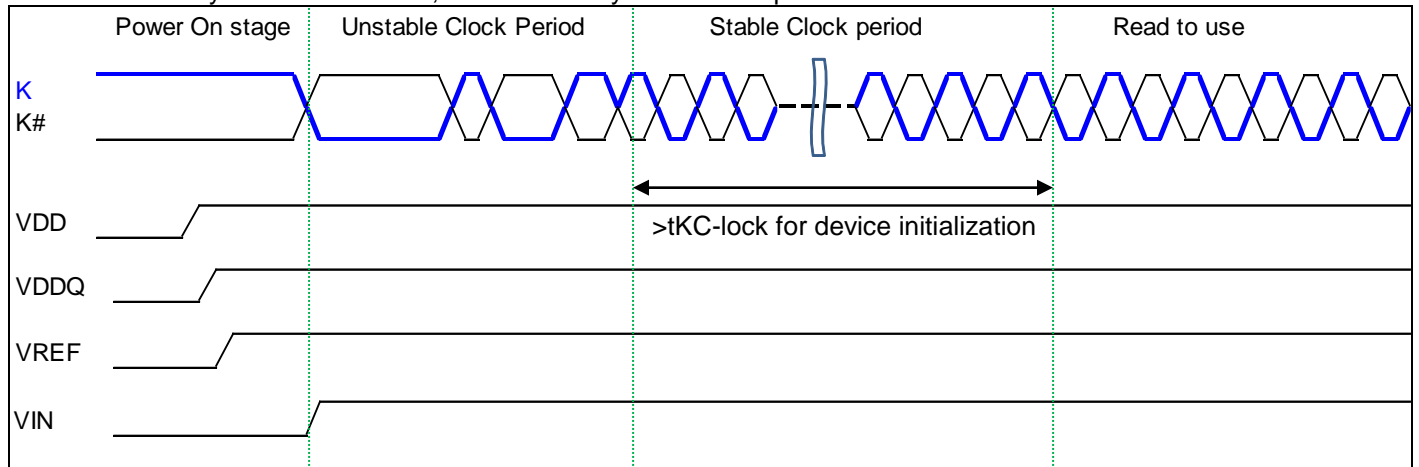 Power On stage Unstable Clock Period Stable Clock period Read to use
K
K#
>tKC-lock for device initialization
VDD
VDDQ
VREF
VIN